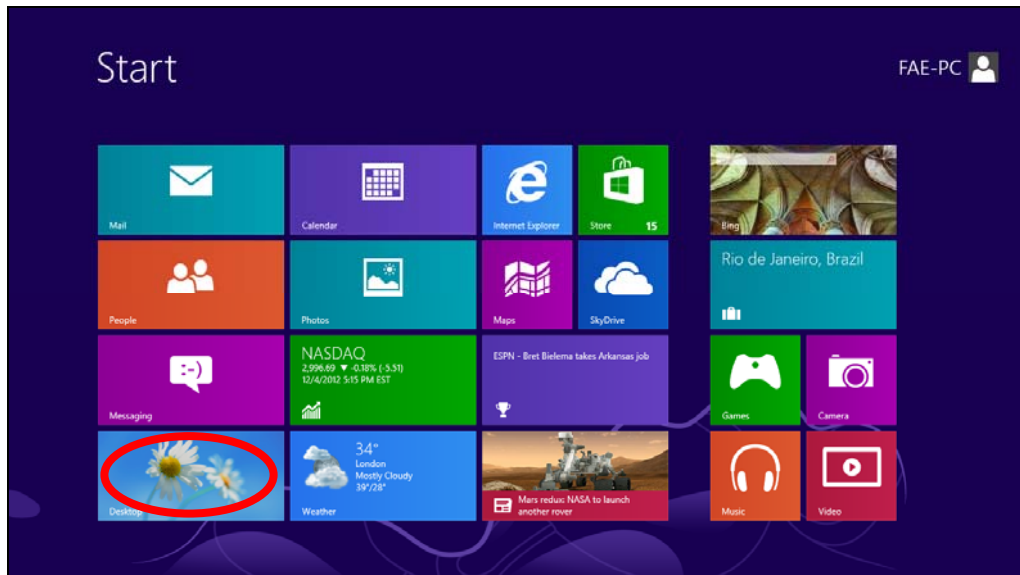 Start
FAE-PC
Mail
Calendar
Internet Explorer
Store 15
Bing
People
Photos
Maps
SkyDrive
Rio de Janeiro, Brazil
Messaging
NASDAQ
2,996.69 ▼ -0.18% (-5.51)
12/4/2012 5:15 PM EST
ESPN - Bret Bielema takes Arkansas job
:-)
Games
Camera
Desktop
34°
London
Mostly Cloudy
39°/28°
Weather
Mars redux: NASA to launch
another rover
Music
Video